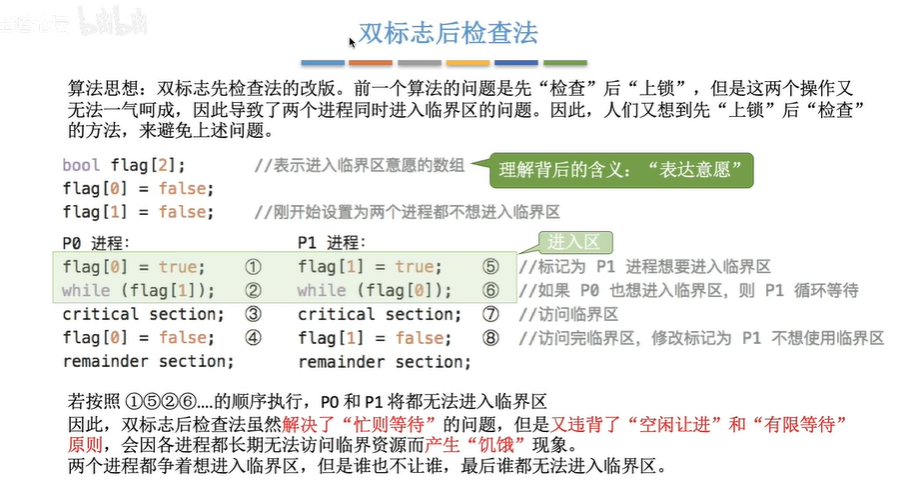 双标志后检查法
算法思想：双标志先检查法的改版。前一个算法的问题是先“检查”后“上锁”，但是这两个操作又
无法一气呵成，因此导致了两个进程同时进入临界区的问题。因此，人们又想到先“上锁”后“检查”
的方法，来避免上述问题。
bool flag[2]; //表示进入临界区意愿的数组
理解背后的含义：“表达意愿”
flag[0] = false;
flag[1] = false; //刚开始设置为两个进程都不想进入临界区
P0 进程： P1 进程： 进入区
flag[0] = true; ① flag[1] = true; ⑤ //标记为 P1 进程想要进入临界区
while (flag[1]); ② while (flag[0]); ⑥ //如果 P0 也想进入临界区，则 P1 循环等待
critical section; ③ critical section; ⑦ //访问临界区
flag[0] = false; ④ flag[1] = false; ⑧ //访问完临界区，修改标记为 P1 不想使用临界区
remainder section; remainder section;
若按照 ①⑤②⑥....的顺序执行，P0 和 P1 将都无法进入临界区
因此，双标志后检查法虽然解决了“忙则等待”的问题，但是又违背了“空闲让进”和“有限等待”
原则，会因各进程都长期无法访问临界资源而产生“饥饿”现象。
两个进程都争着想进入临界区，但是谁也不让谁，最后谁都无法进入临界区。